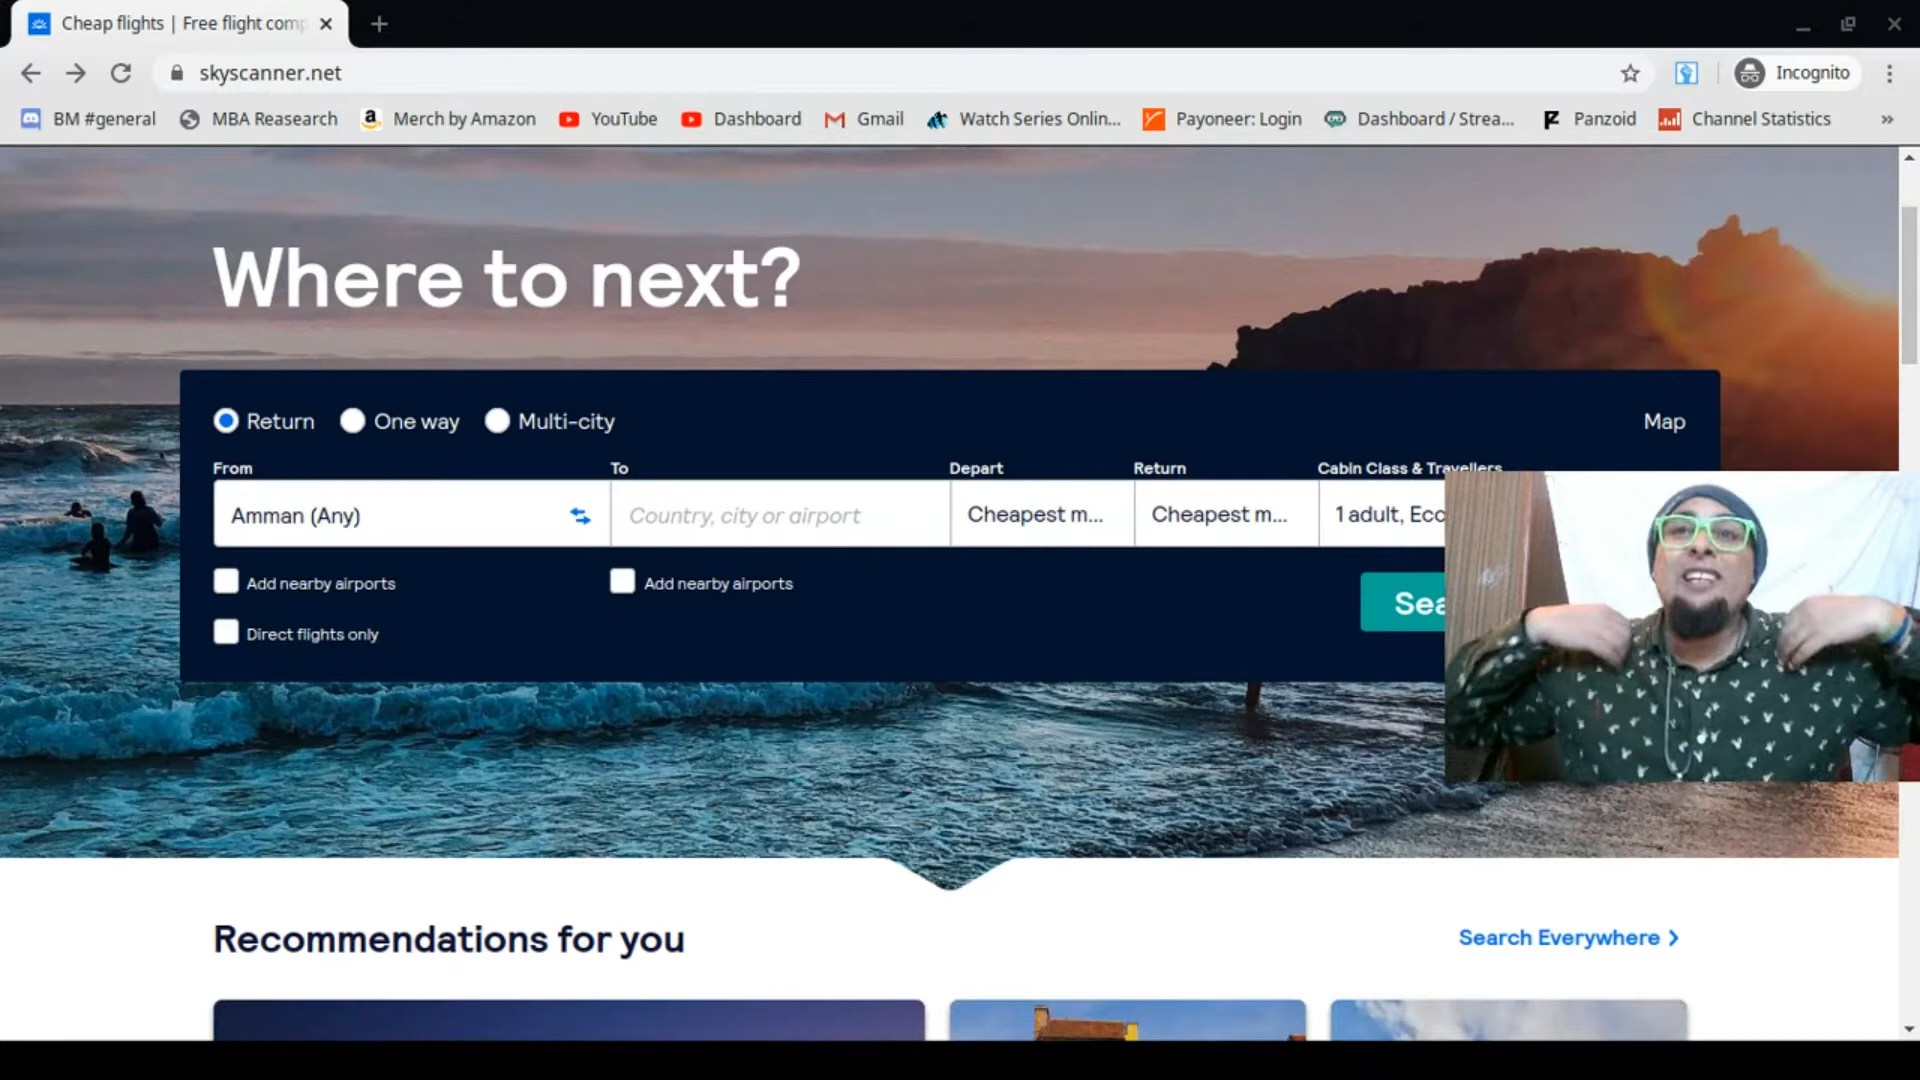 Cheap flights | Free flight comp
skyscanner.net
Incognito
BM #general
MBA Reasearch
Merch by Amazon
YouTube
Dashboard
Gmail
Watch Series Onlin...
Payoneer: Login
Dashboard / Strea...
Panzoid
Channel Statistics
»
Where to next?
Return
One way
Multi-city
Map
From
To
Depart
Return
Cabin Class & Travellers
Amman (Any)
Country, city or airport
Cheapest m...
Cheapest m...
1 adult, Eco
Add nearby airports
Add nearby airports
Direct flights only
Sea
Recommendations for you
Search Everywhere